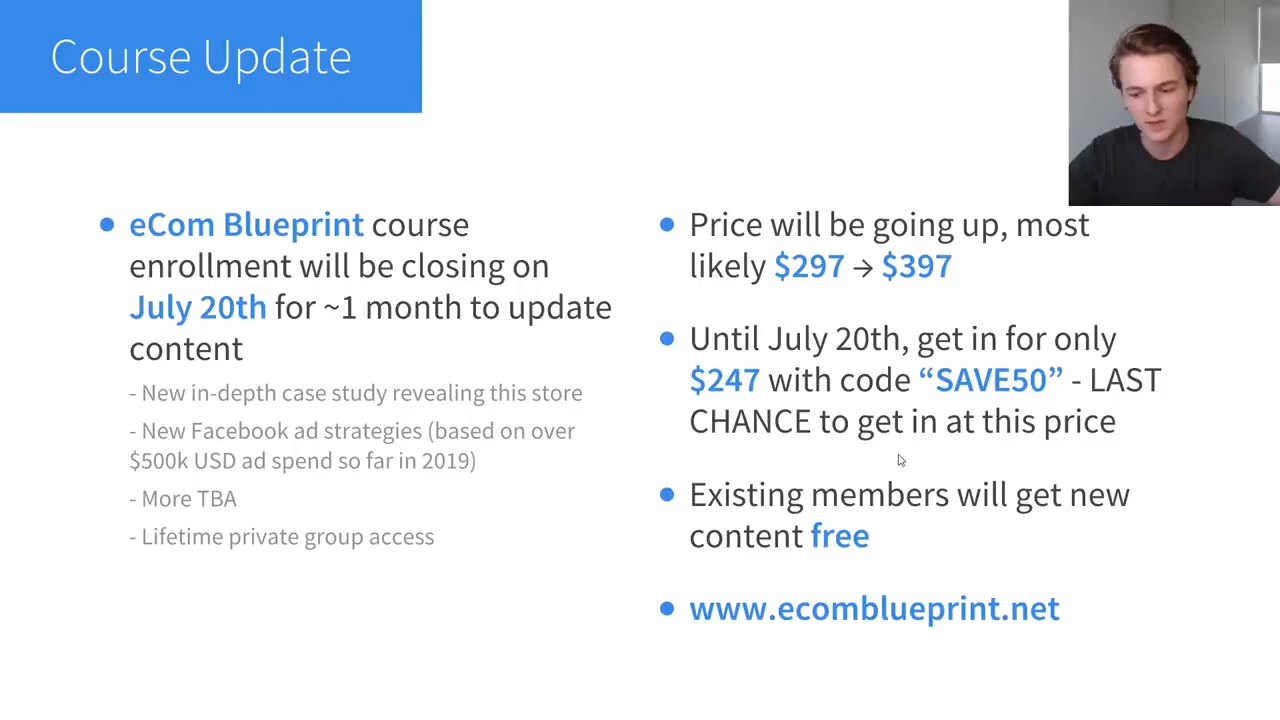 Course Update
eCom Blueprint course
enrollment will be closing on
July 20th for ~1 month to update
content
- New in-depth case study revealing this store
- New Facebook ad strategies (based on over
$500k USD ad spend so far in 2019)
- More TBA
- Lifetime private group access
Price will be going up, most
likely $297 → $397
Until July 20th, get in for only
$247 with code “SAVE50” - LAST
CHANCE to get in at this price
Existing members will get new
content free
www.ecomblueprint.net